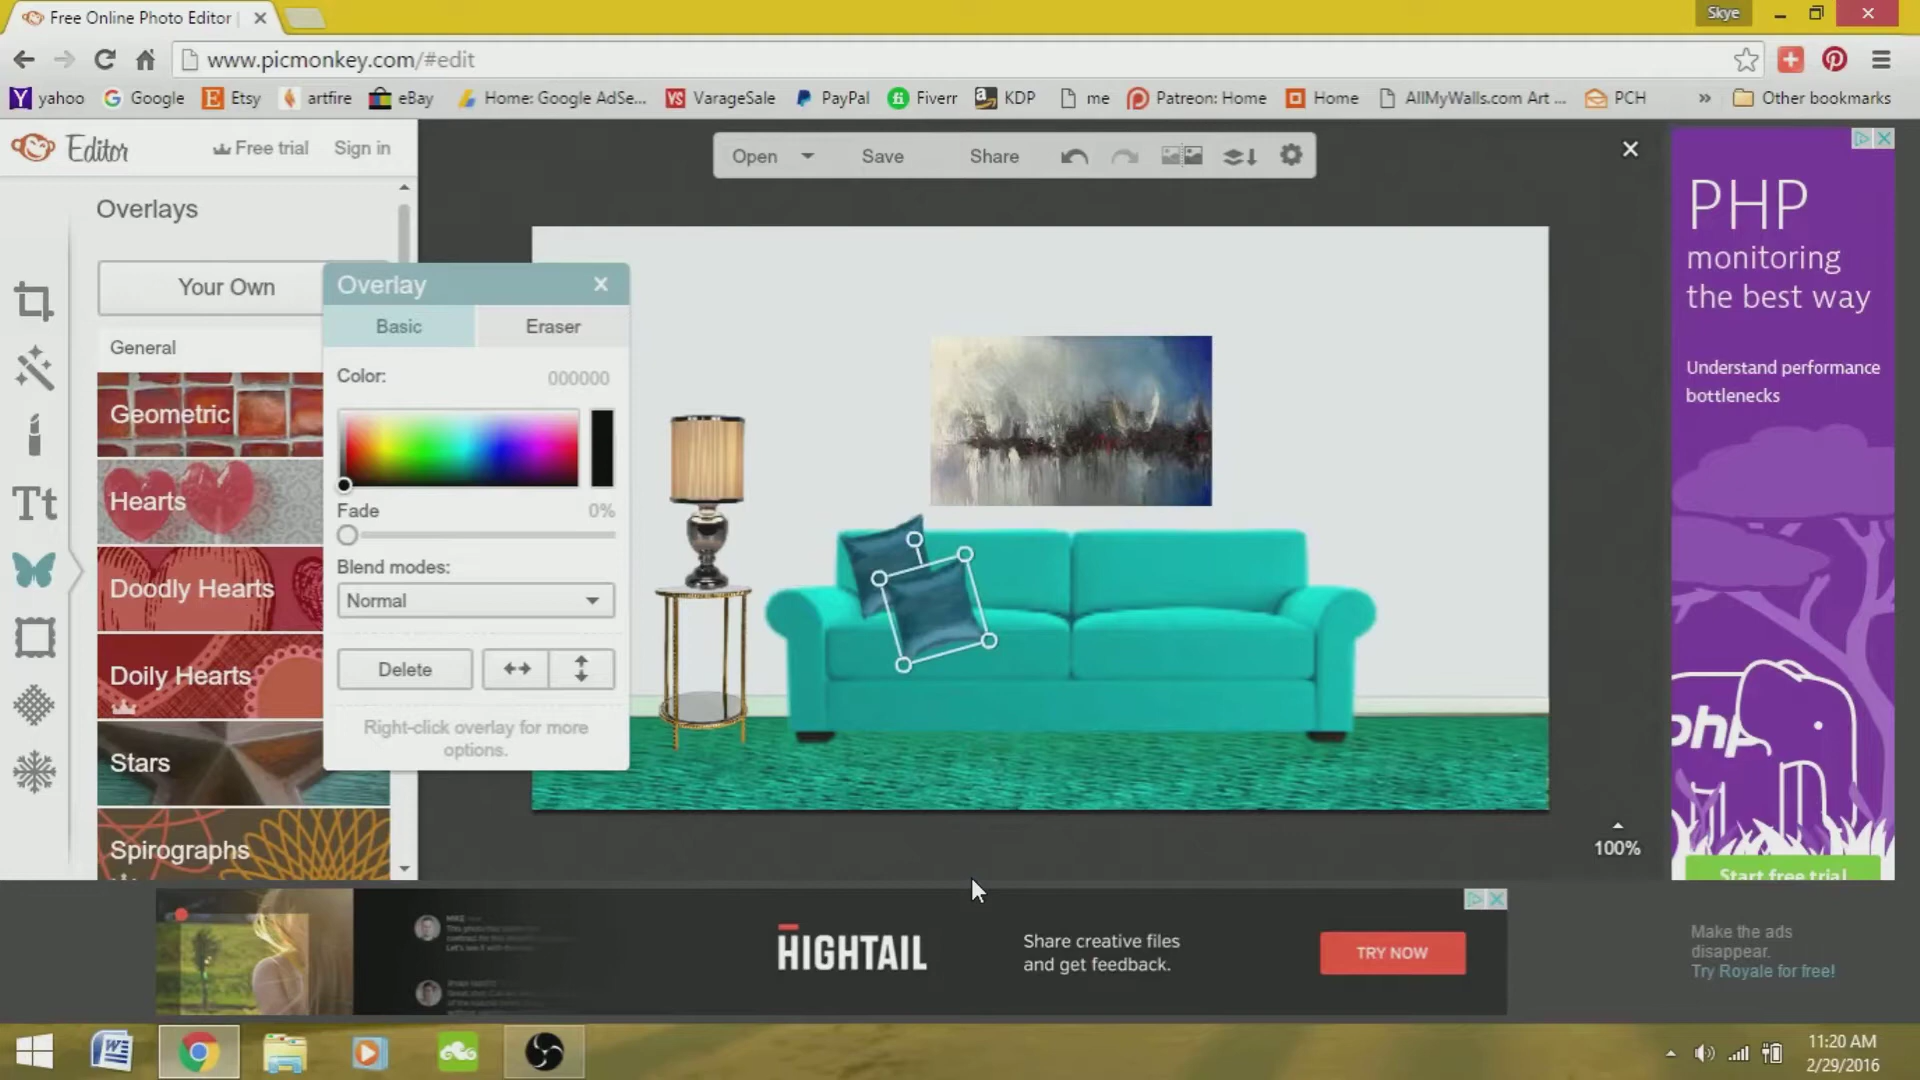 Free Online Photo Editor
Skye
www.picmonkey.com/#edit
yahoo
Google
Etsy
artfire
eBay
Home: Google AdSe...
VarageSale
PayPal
Fiverr
KDP
me
Patreon: Home
Home
AllMyWalls.com Art ...
PCH
»
Other bookmarks
Editor
Free trial
Sign in
Open
Save
Share
Overlays
Your Own
General
Geometric
Hearts
Doodly Hearts
Doily Hearts
Stars
Spirographs
Tt
Overlay
Basic
Eraser
Color:
000000
Fade
0%
Blend modes:
Normal
Delete
Right-click overlay for more
options.
100%
PHP
monitoring
the best way
Understand performance
bottlenecks
php
Start free trial
HIGHTAIL
Share creative files
and get feedback.
TRY NOW
Make the ads
disappear.
Try Royale for free!
11:20 AM
2/29/2016